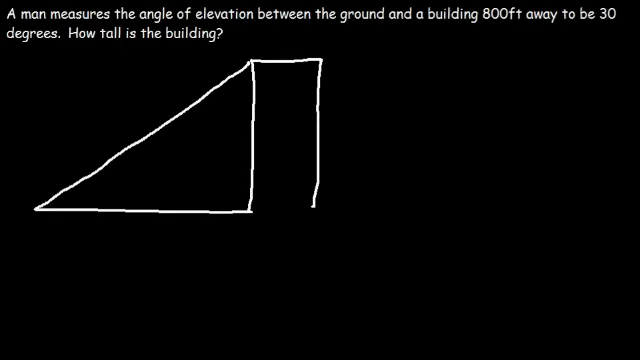 A man measures the angle of elevation between the ground and a building 800ft away to be 30
degrees.  How tall is the building?